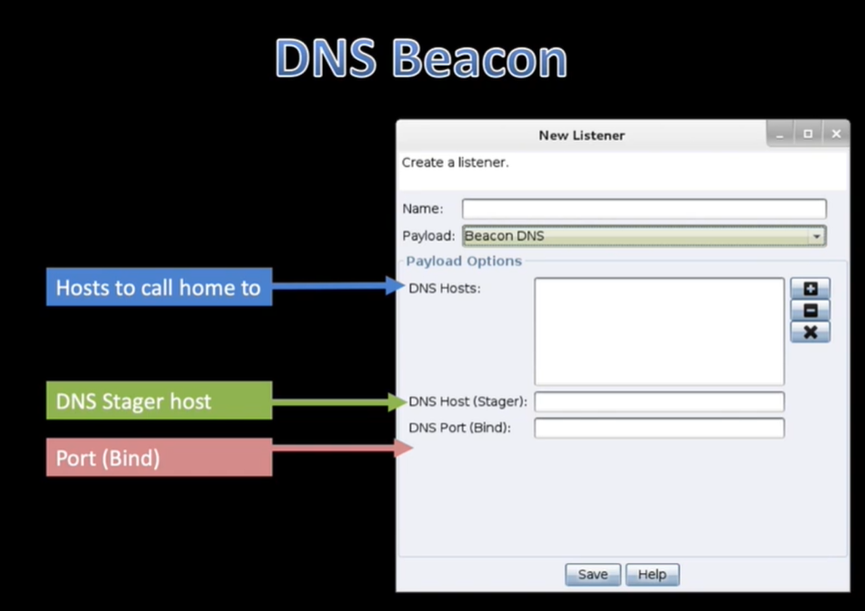 DNS Beacon
New Listener
Create a listener.
Name:
Payload: Beacon DNS
Payload Options
Hosts to call home to
DNS Hosts:
DNS Stager host
DNS Host (Stager):
DNS Port (Bind):
Port (Bind)
Save Help